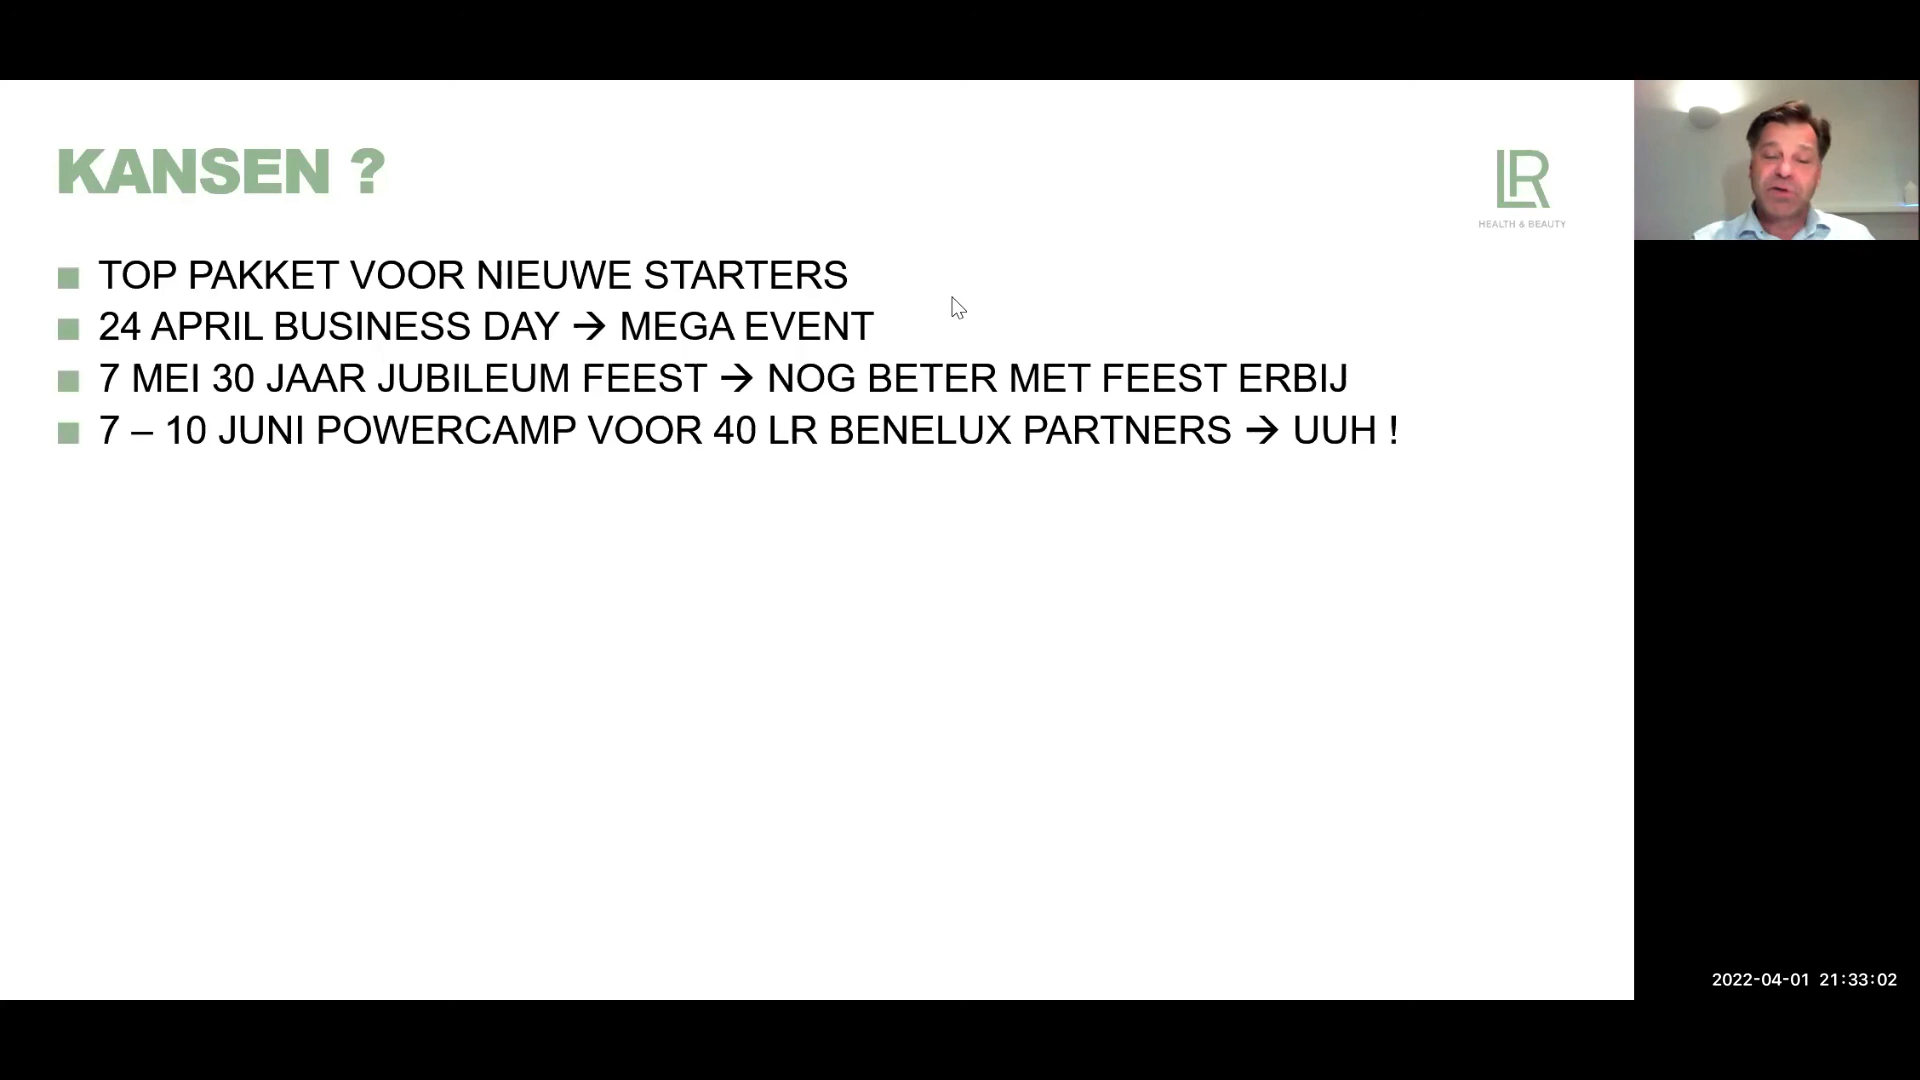 KANSEN ?
LR
HEALTH & BEAUTY
■ TOP PAKKET VOOR NIEUWE STARTERS
■ 24 APRIL BUSINESS DAY → MEGA EVENT
■ 7 MEI 30 JAAR JUBILEUM FEEST → NOG BETER MET FEEST ERBIJ
■ 7 – 10 JUNI POWERCAMP VOOR 40 LR BENELUX PARTNERS → UUH !
2022-04-01 21:33:02